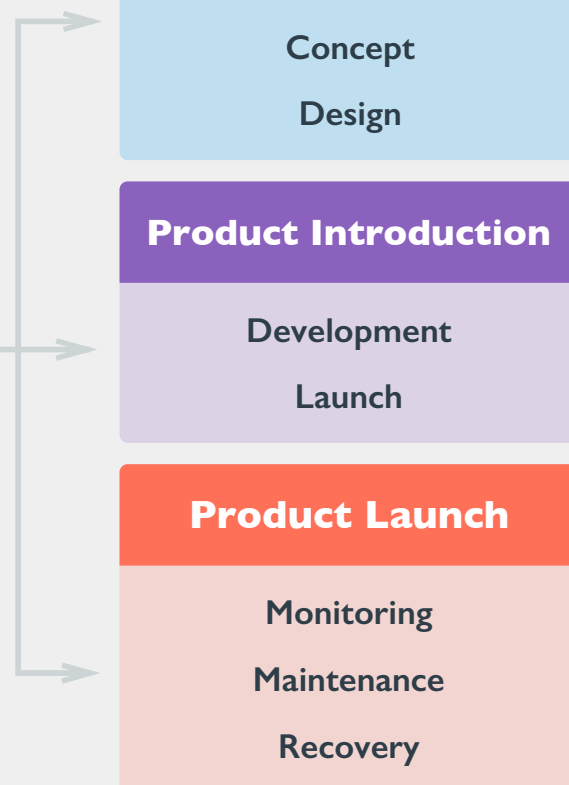 Concept
Design
Product Introduction
Development
Launch
Product Launch
Monitoring
Maintenance
Recovery